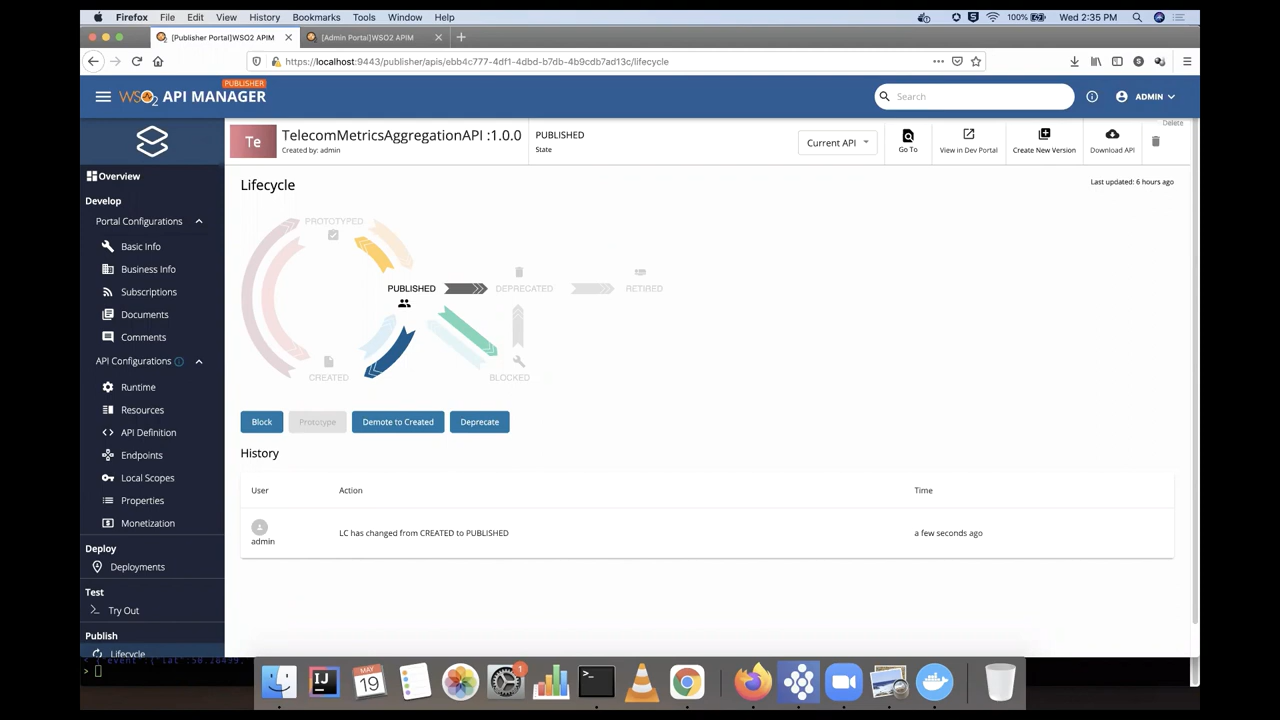 Firefox File Edit View History Bookmarks Tools Window Help 100% Wed 2:35 PM
[Publisher Portal]WSO2 APIM [Admin Portal]WSO2 APIM
https://localhost:9443/publisher/apis/ebb4c777-4df1-4dbd-b7db-4b9cdb7ad13c/lifecycle
PUBLISHER
WSO2 API MANAGER Search ADMIN
Delete
Te TelecomMetricsAggregationAPI :1.0.0 PUBLISHED
Created by: admin State
Current API Go To View in Dev Portal Create New Version Download API
Overview
Develop
Portal Configurations
Basic Info
Business Info
Subscriptions
Documents
Comments
API Configurations
Runtime
Resources
API Definition
Endpoints
Local Scopes
Properties
Monetization
Deploy
Deployments
Test
Try Out
Publish
Lifecycle
Lifecycle Last updated: 6 hours ago
PROTOTYPED
PUBLISHED DEPRECATED RETIRED
CREATED BLOCKED
Block Prototype Demote to Created Deprecate
History
User Action Time
admin LC has changed from CREATED to PUBLISHED a few seconds ago
>
IJ MAY 19 1 >_